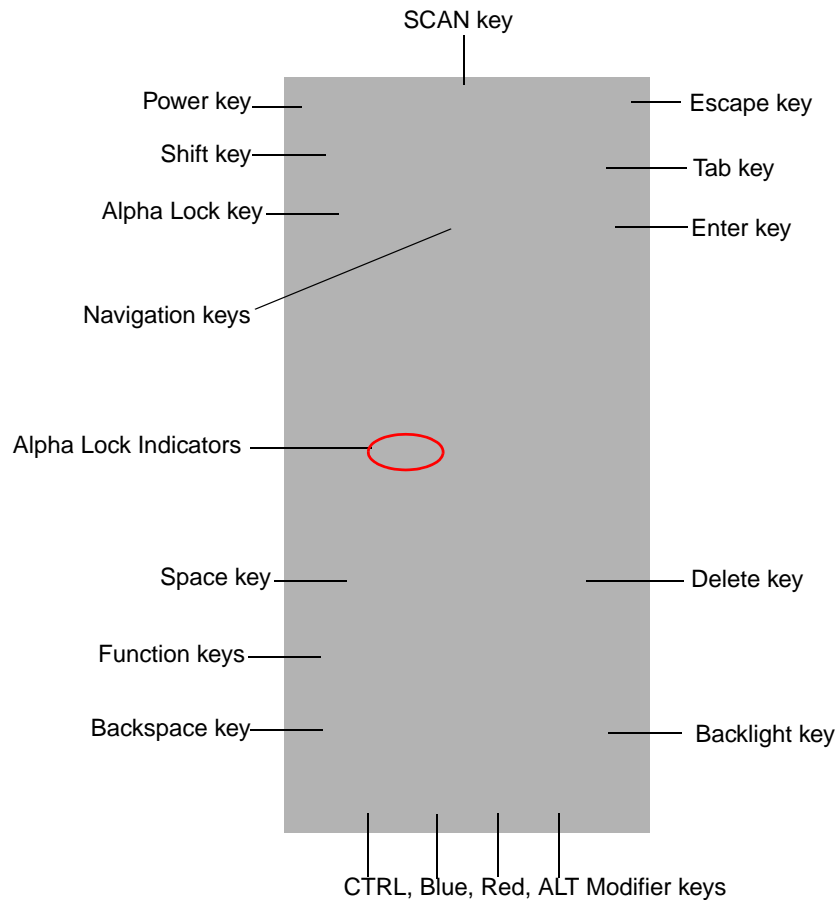 SCAN key
Power key
Escape key
Shift key
Tab key
Alpha Lock key
Enter key
Navigation keys
Alpha Lock Indicators
Space key
Delete key
Function keys
Backspace key
Backlight key
CTRL, Blue, Red, ALT Modifier keys